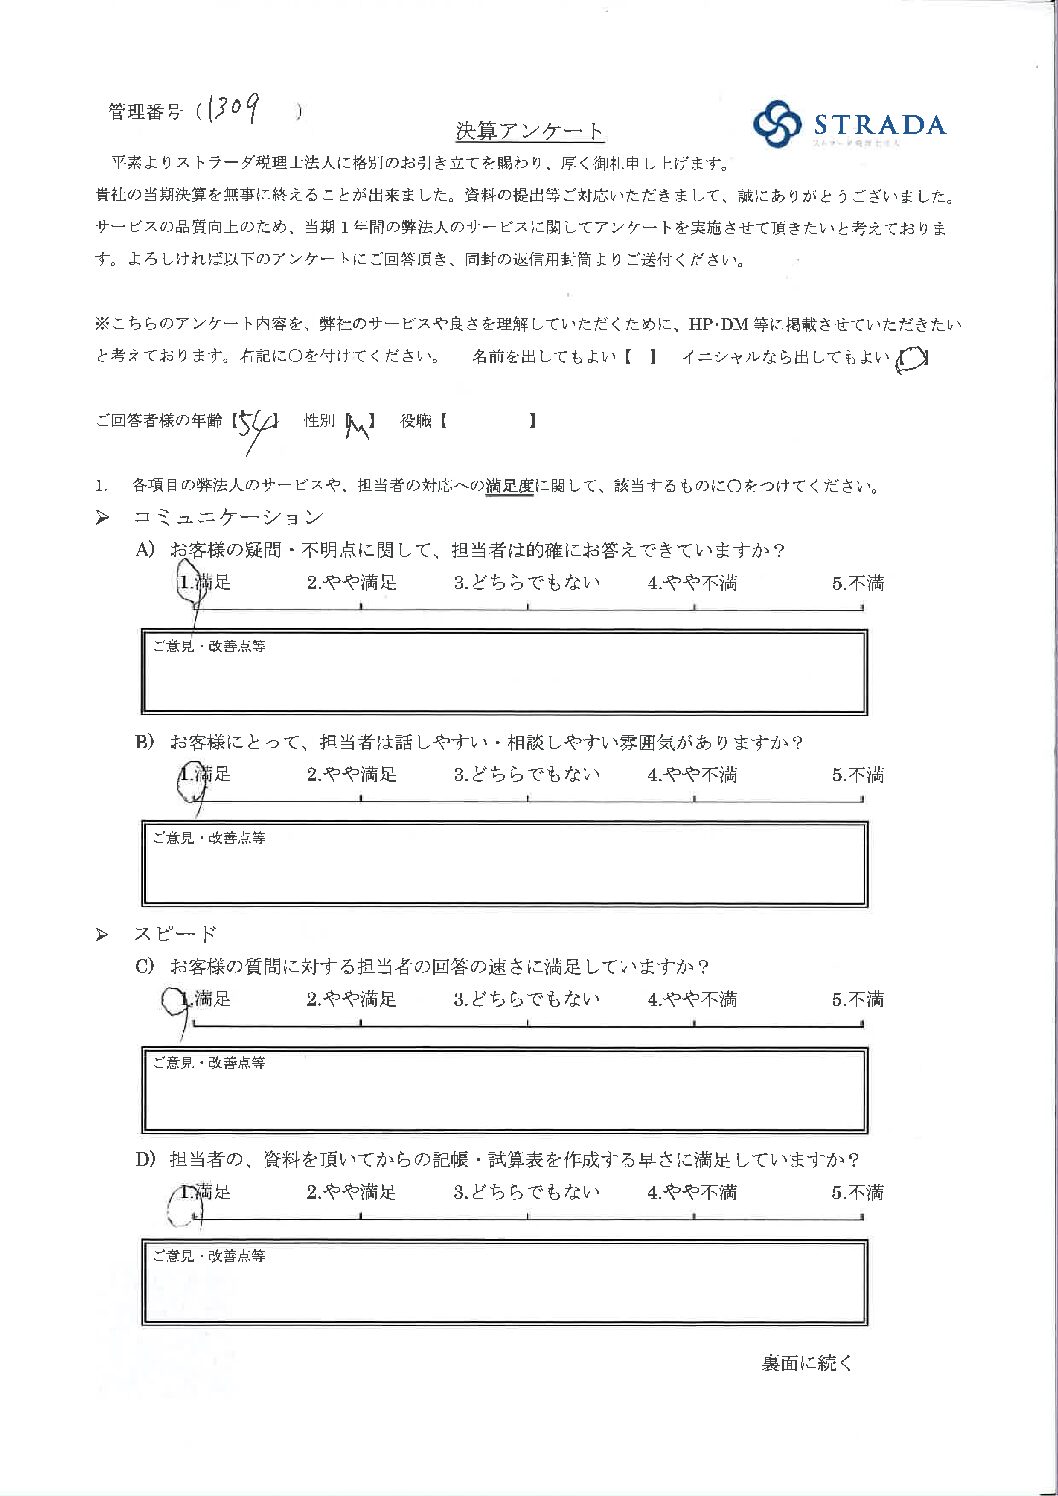 管理番号（1309　　）
決算アンケート
STRADA
ストラーダ税理士法人
平素よりストラーダ税理士法人に格別のお引き立てを賜わり、厚く御礼申し上げます。
貴社の当期決算を無事に終えることが出来ました。資料の提出等ご対応いただきまして、誠にありがとうございました。
サービスの品質向上のため、当期１年間の弊法人のサービスに関してアンケートを実施させて頂きたいと考えておりま
す。よろしければ以下のアンケートにご回答頂き、同封の返信用封筒よりご送付ください。
※こちらのアンケート内容を、弊社のサービスや良さを理解していただくために、HP･DM 等に掲載させていただきたい
と考えております。右記に〇を付けてください。　名前を出してもよい【　】　イニシャルなら出してもよい【〇】
ご回答者様の年齢【54】　性別【M】　役職【　　　　】
1.　各項目の弊法人のサービスや、担当者の対応への満足度に関して、該当するものに〇をつけてください。
➢　コミュニケーション
A)　お客様の疑問・不明点に関して、担当者は的確にお答えできていますか？
1.満足　2.やや満足　3.どちらでもない　4.やや不満　5.不満
ご意見・改善点等
B)　お客様にとって、担当者は話しやすい・相談しやすい雰囲気がありますか？
1.満足　2.やや満足　3.どちらでもない　4.やや不満　5.不満
ご意見・改善点等
➢　スピード
C)　お客様の質問に対する担当者の回答の速さに満足していますか？
1.満足　2.やや満足　3.どちらでもない　4.やや不満　5.不満
ご意見・改善点等
D)　担当者の、資料を頂いてからの記帳・試算表を作成する早さに満足していますか？
1.満足　2.やや満足　3.どちらでもない　4.やや不満　5.不満
ご意見・改善点等
裏面に続く